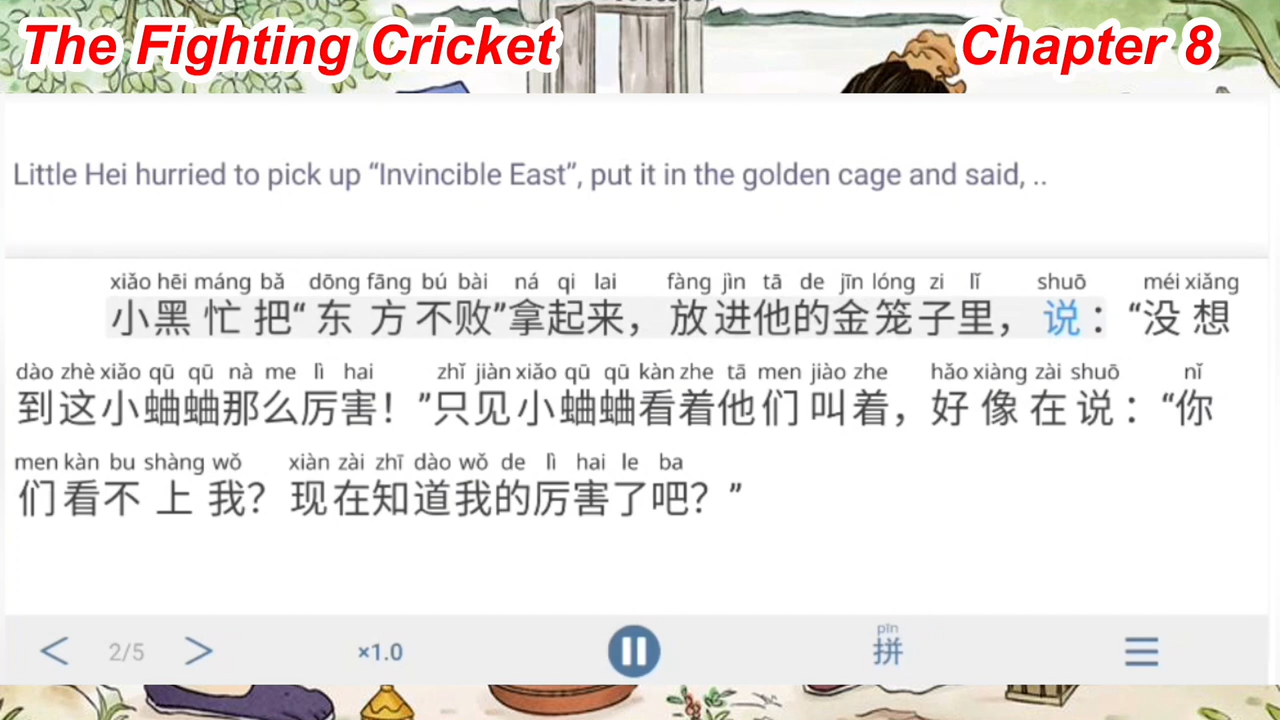 The Fighting Cricket
Chapter 8
Little Hei hurried to pick up “Invincible East”, put it in the golden cage and said, ..
xiǎo hēi máng bǎ dōng fāng bú bài ná qi lai fàng jìn tā de jīn lóng zi lǐ shuō méi xiǎng
小黑忙把“东方不败”拿起来，放进他的金笼子里，说：“没想
dào zhè xiǎo qū qū nà me lì hai zhǐ jiàn xiǎo qū qū kàn zhe tā men jiào zhe hǎo xiàng zài shuō nǐ
到这小蛐蛐那么厉害！”只见小蛐蛐看着他们叫着，好像在说：“你
men kàn bu shàng wǒ xiàn zài zhī dào wǒ de lì hai le ba
们看不上我？现在知道我的厉害了吧？”
2/5
×1.0
pīn
拼